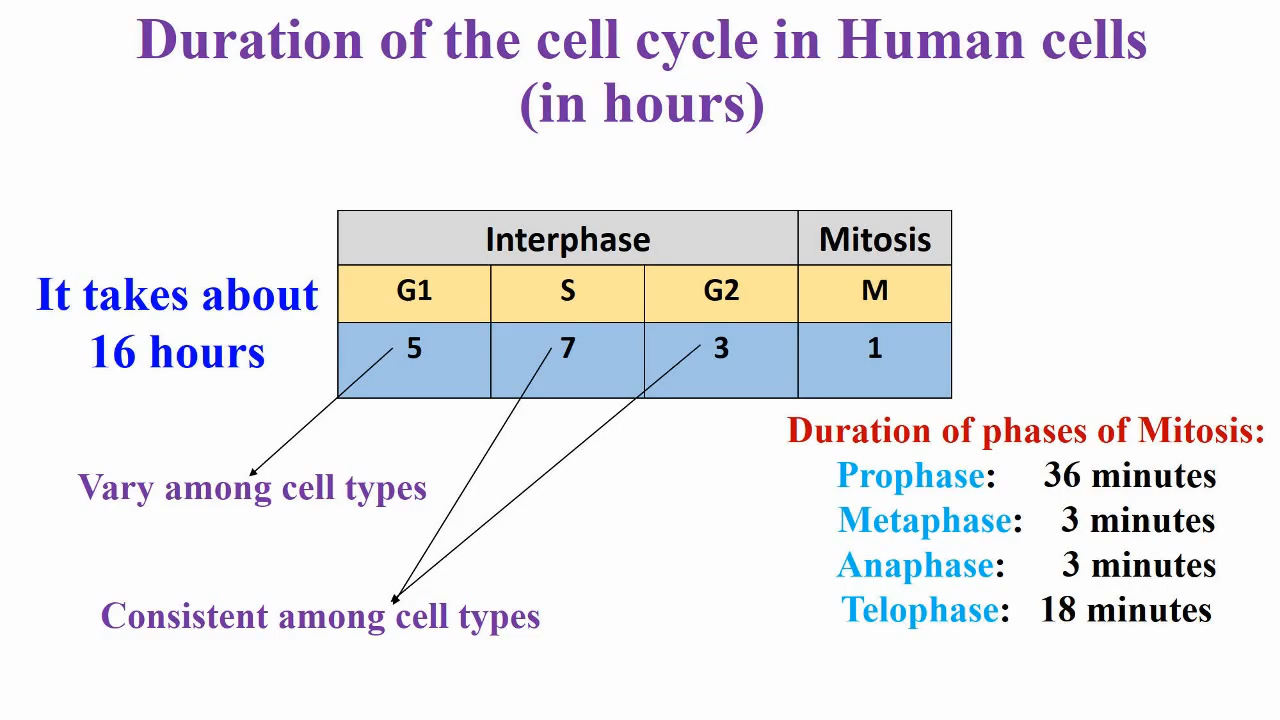 Duration of the cell cycle in Human cells
(in hours)
Interphase Mitosis
G1 S G2 M
5 7 3 1
It takes about
16 hours
Vary among cell types
Consistent among cell types
Duration of phases of Mitosis:
Prophase: 36 minutes
Metaphase: 3 minutes
Anaphase: 3 minutes
Telophase: 18 minutes